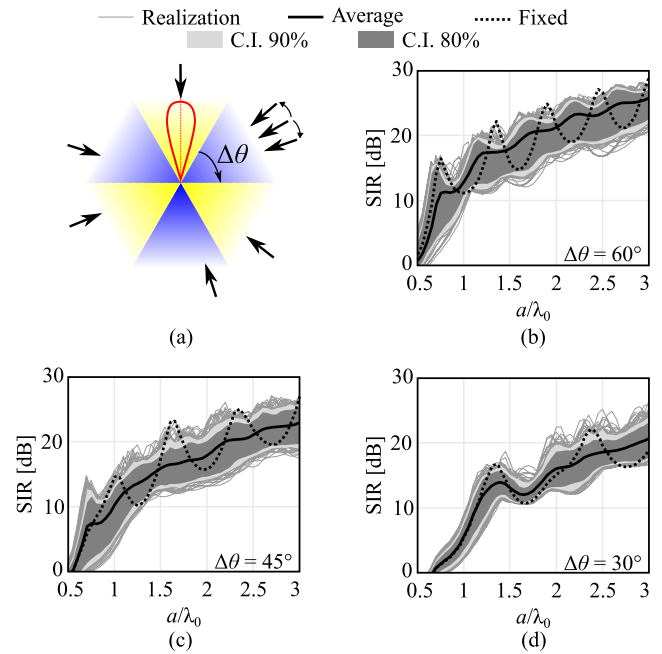 Realization Average Fixed
C.I. 90% C.I. 80%
Δθ
(a)
30
20
10
0
SIR [dB]
Δθ = 60°
0.5 1 1.5 2 2.5 3
a/λ₀
(b)
30
20
10
0
SIR [dB]
Δθ = 45°
0.5 1 1.5 2 2.5 3
a/λ₀
(c)
30
20
10
0
SIR [dB]
Δθ = 30°
0.5 1 1.5 2 2.5 3
a/λ₀
(d)